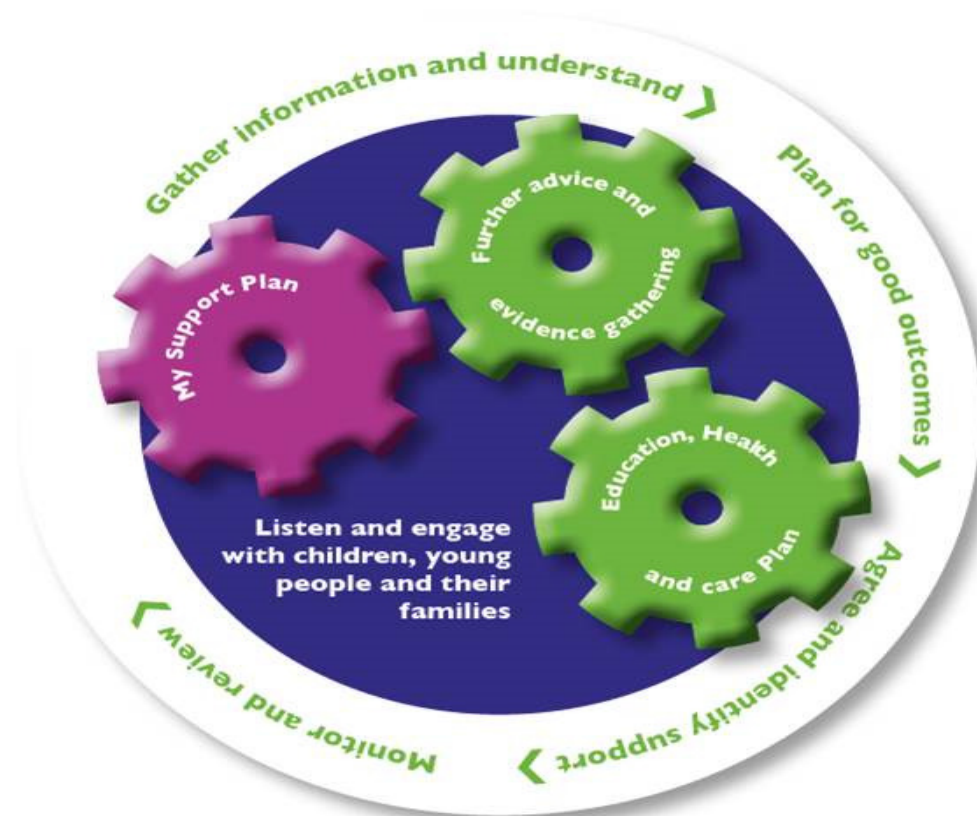 Gather information and understand
Plan for good outcomes
Agree and identify support
Monitor and review
My Support Plan
Further advice and
evidence gathering
Education, Health
and care Plan
Listen and engage
with children, young
people and their
families